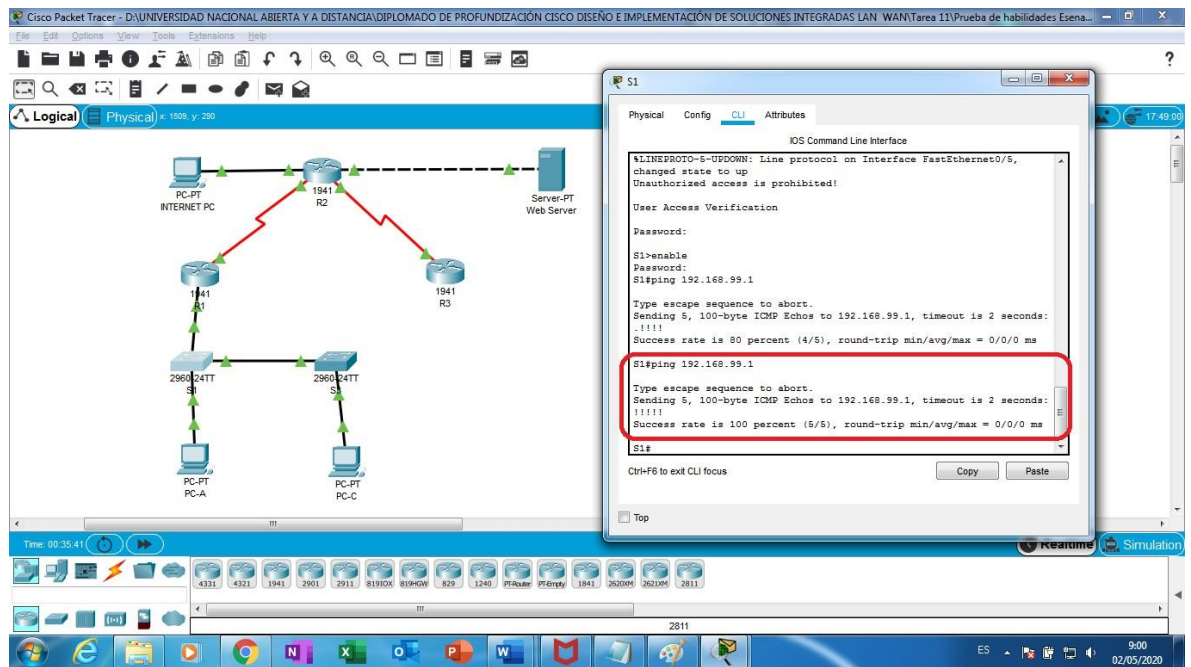 Cisco Packet Tracer - D:\UNIVERSIDAD NACIONAL ABIERTA Y A DISTANCIA\DIPLOMADO DE PROFUNDIZACIÓN CISCO DISEÑO E IMPLEMENTACIÓN DE SOLUCIONES INTEGRADAS LAN WAN\Tarea 11\Prueba de habilidades Esena...
File Edit Options View Tools Extensions Help
?
Logical Physical x: 1509, y: 290
17:49:00
PC-PT
INTERNET PC
1941
R2
Server-PT
Web Server
1941
R1
1941
R3
2960-24TT
S1
2960-24TT
PC-PT
PC-A
PC-PT
PC-C
S1
Physical Config CLI Attributes
IOS Command Line Interface
%LINEPROTO-5-UPDOWN: Line protocol on Interface FastEthernet0/5,
changed state to up
Unauthorized access is prohibited!
User Access Verification
Password:
S1>enable
Password:
S1#ping 192.168.99.1
Type escape sequence to abort.
Sending 5, 100-byte ICMP Echos to 192.168.99.1, timeout is 2 seconds:
.!!!!
Success rate is 80 percent (4/5), round-trip min/avg/max = 0/0/0 ms
S1#ping 192.168.99.1
Type escape sequence to abort.
Sending 5, 100-byte ICMP Echos to 192.168.99.1, timeout is 2 seconds:
!!!!!
Success rate is 100 percent (5/5), round-trip min/avg/max = 0/0/0 ms
S1#
Ctrl+F6 to exit CLI focus
Copy Paste
Top
Time: 00:35:41
Realtime Simulation
4331 4321 1941 2901 2911 819IOX 819HGW 829 1240 PT-Router PT-Empty 1841 2620XM 2621XM 2811
2811
ES
9:00
02/05/2020